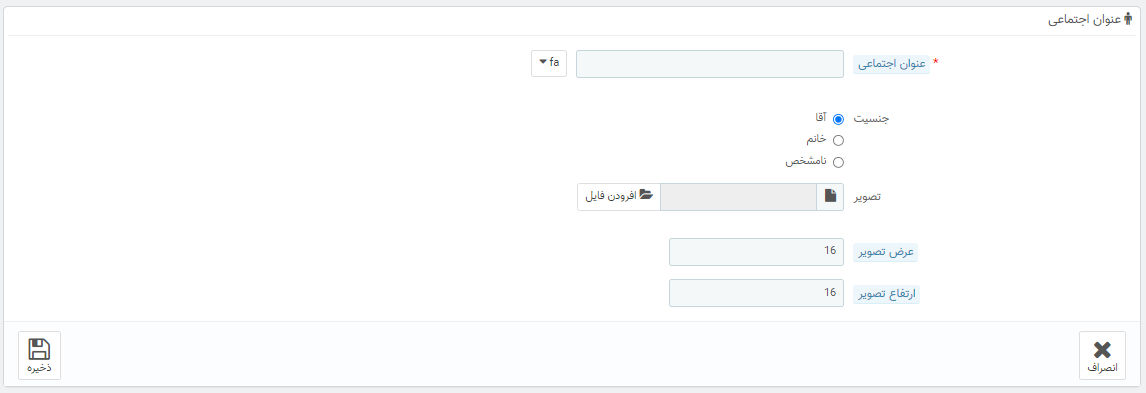 عنوان اجتماعی
* عنوان اجتماعی fa
جنسیت آقا
خانم
نامشخص
تصویر افرودن فایل
عرض تصویر 16
ارتفاع تصویر 16
انصراف ذخیره